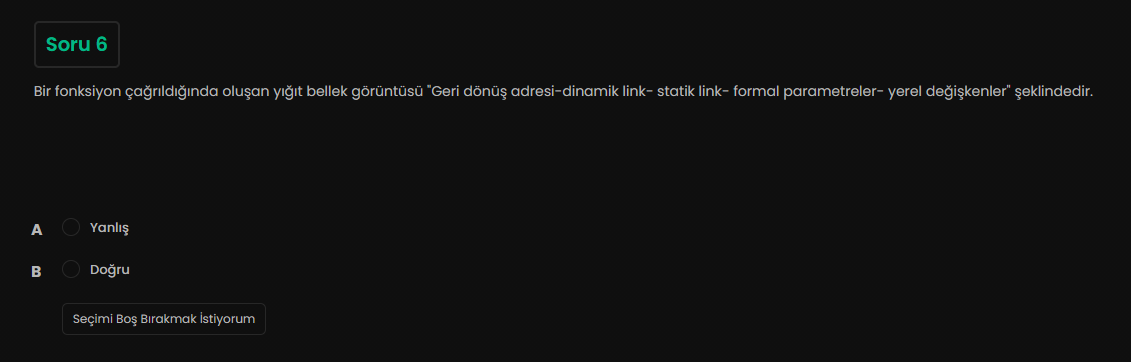 Soru 6
Bir fonksiyon çağrıldığında oluşan yığıt bellek görüntüsü "Geri dönüş adresi-dinamik link- statik link- formal parametreler- yerel değişkenler" şeklindedir.
A Yanlış
B Doğru
Seçimi Boş Bırakmak İstiyorum